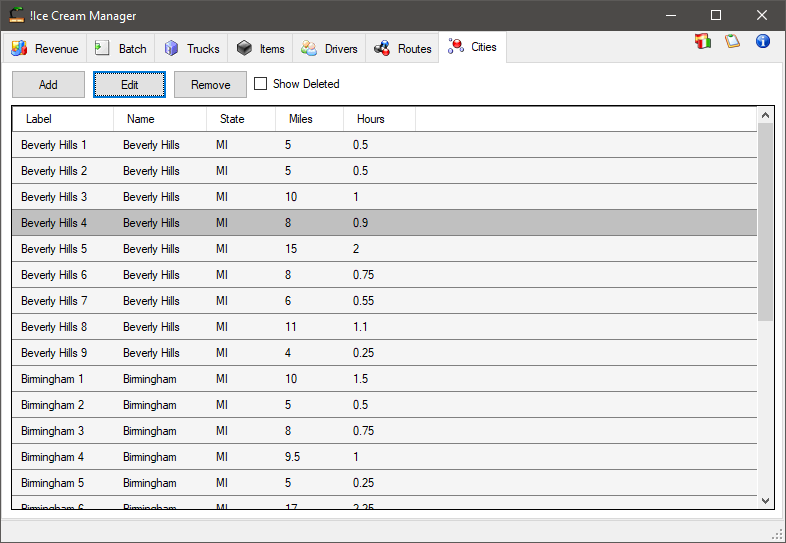 !Ice Cream Manager
Revenue Batch Trucks Items Drivers Routes Cities
Add Edit Remove Show Deleted
Label Name State Miles Hours
Beverly Hills 1 Beverly Hills MI 5 0.5
Beverly Hills 2 Beverly Hills MI 5 0.5
Beverly Hills 3 Beverly Hills MI 10 1
Beverly Hills 4 Beverly Hills MI 8 0.9
Beverly Hills 5 Beverly Hills MI 15 2
Beverly Hills 6 Beverly Hills MI 8 0.75
Beverly Hills 7 Beverly Hills MI 6 0.55
Beverly Hills 8 Beverly Hills MI 11 1.1
Beverly Hills 9 Beverly Hills MI 4 0.25
Birmingham 1 Birmingham MI 10 1.5
Birmingham 2 Birmingham MI 5 0.5
Birmingham 3 Birmingham MI 8 0.75
Birmingham 4 Birmingham MI 9.5 1
Birmingham 5 Birmingham MI 5 0.25
Birmingham 6 Birmingham MI 17 2.25